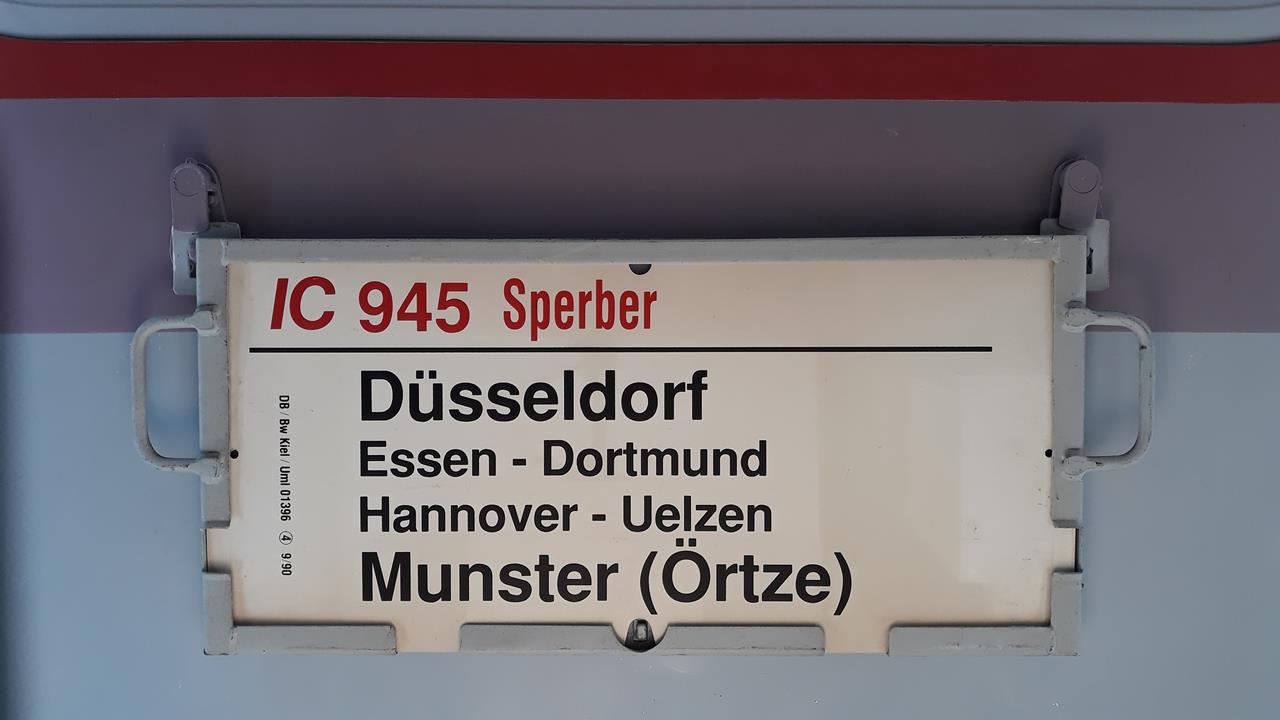 IC 945 Sperber
Düsseldorf
Essen - Dortmund
Hannover - Uelzen
Munster (Örtze)
DB / Bw Kiel / Uml 01396 ④ 9/90